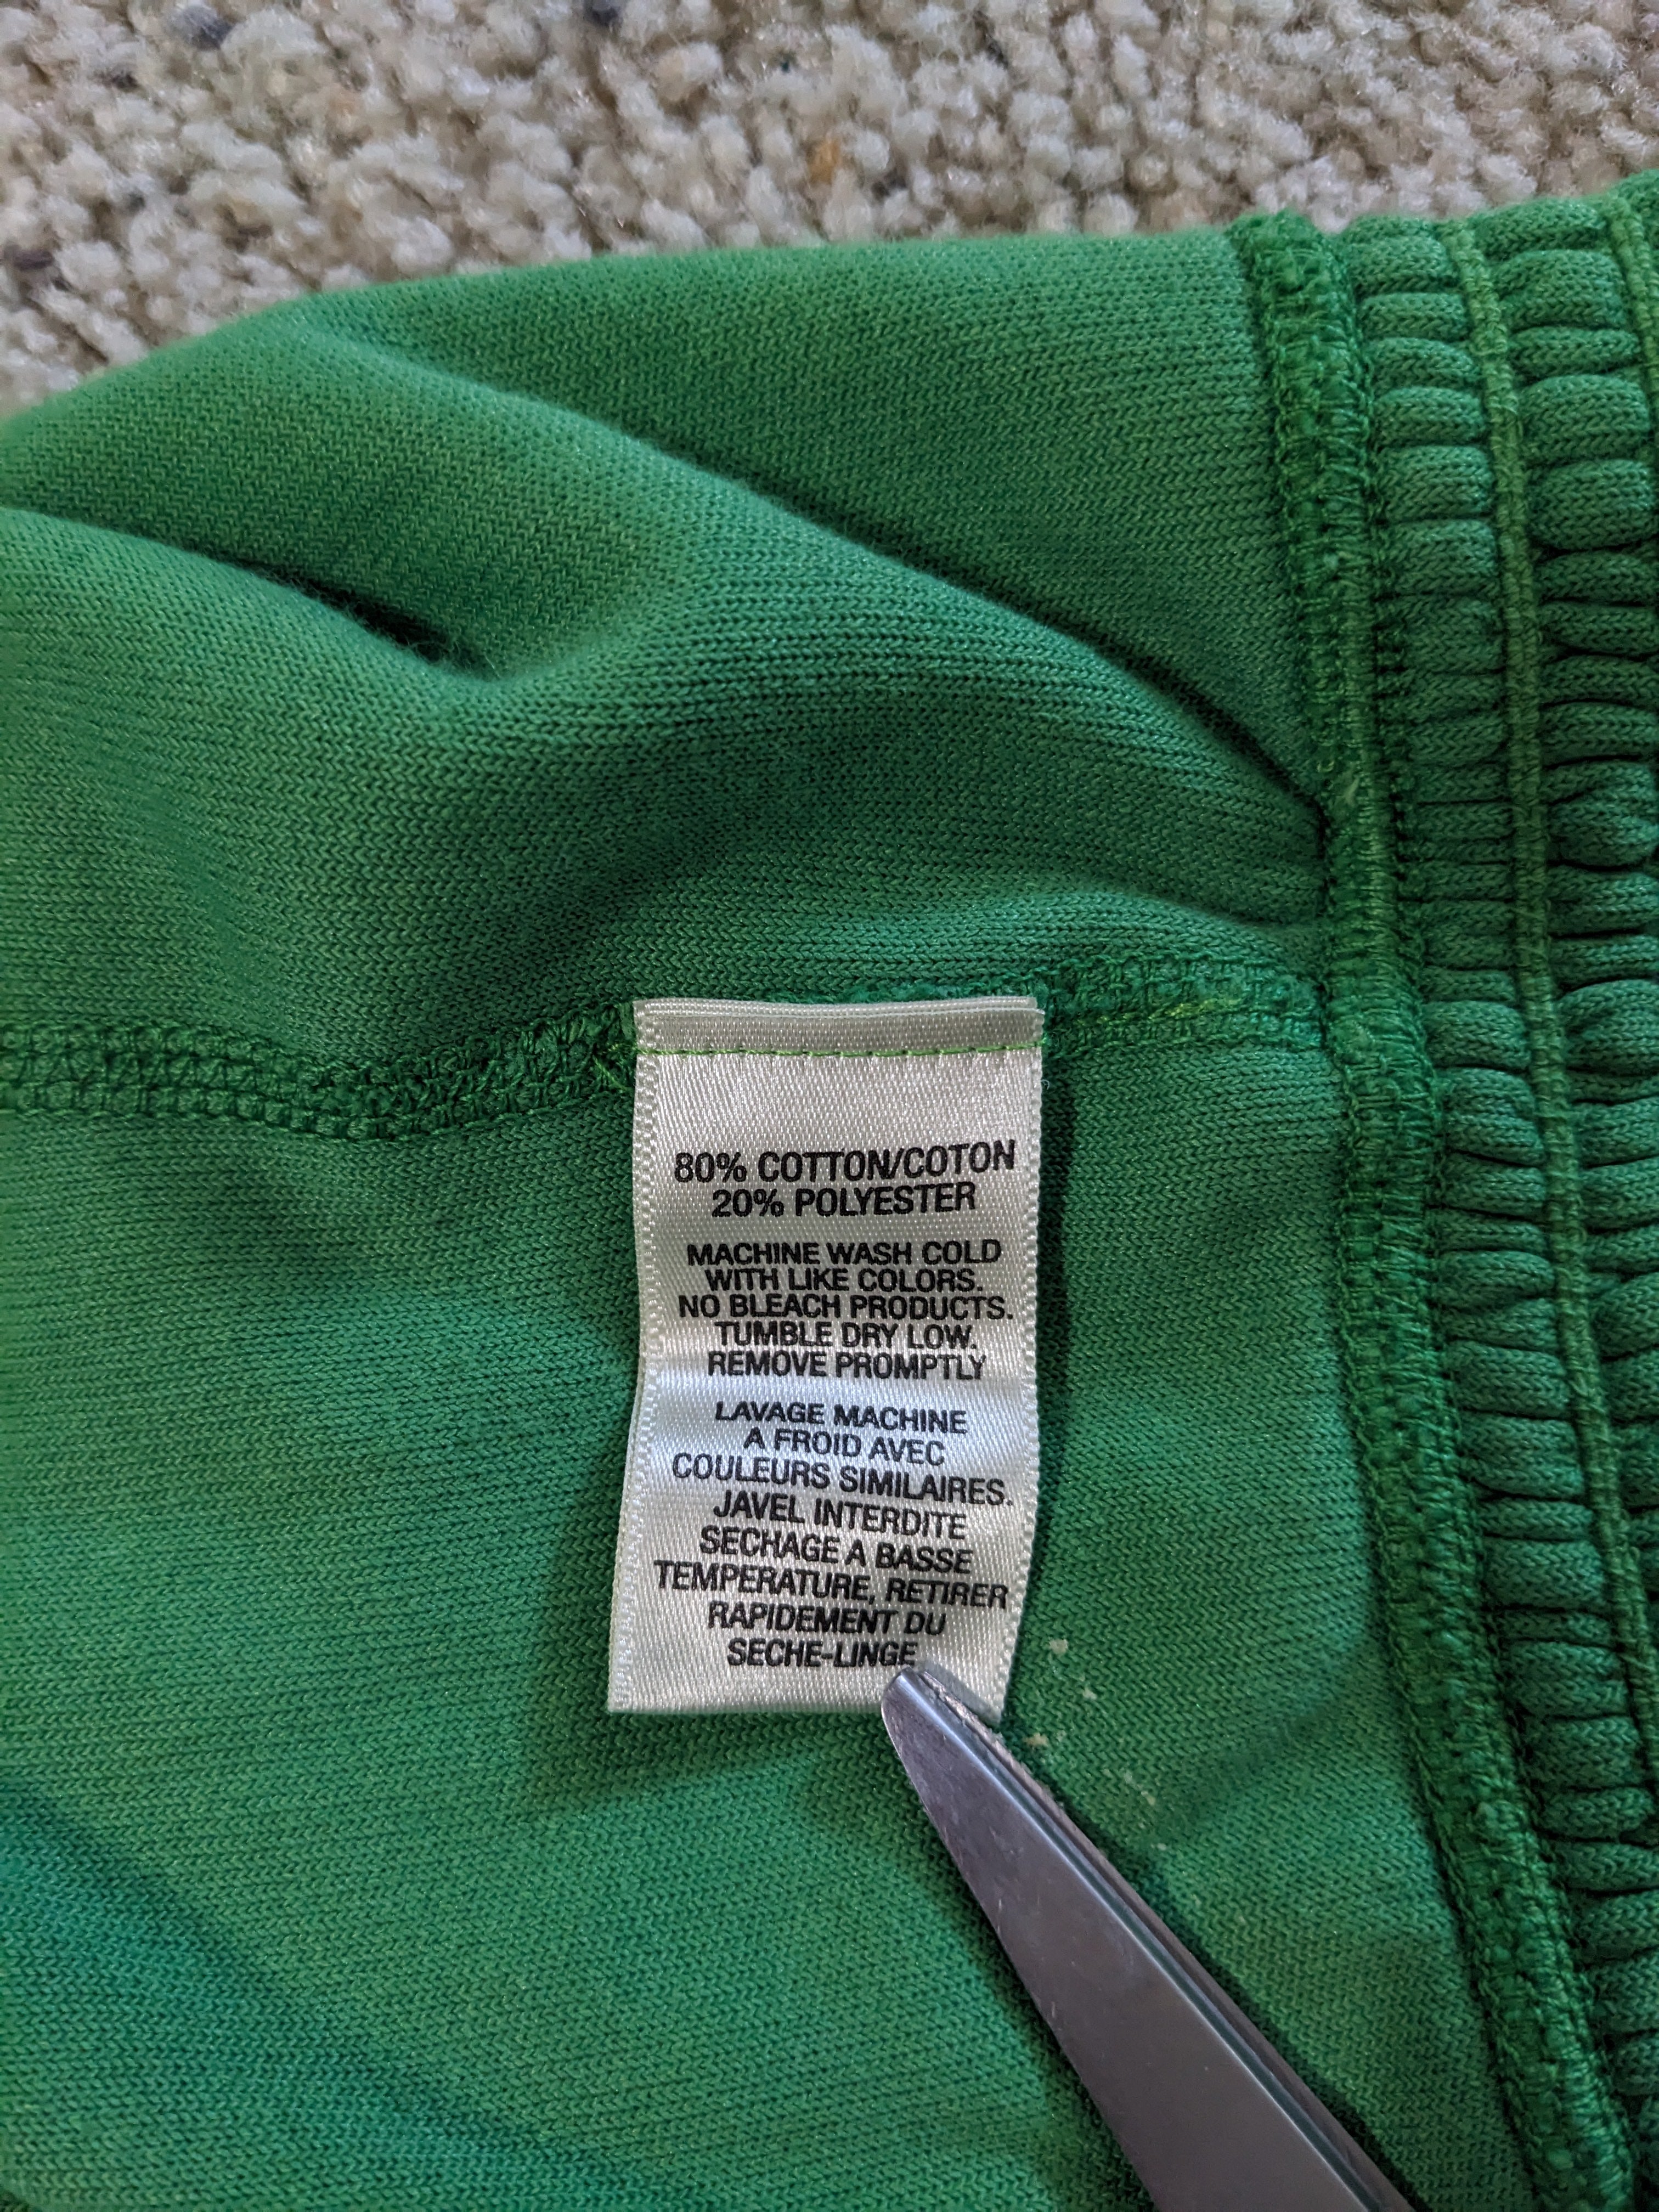 80% COTTON/COTON
20% POLYESTER
MACHINE WASH COLD
WITH LIKE COLORS.
NO BLEACH PRODUCTS.
TUMBLE DRY LOW.
REMOVE PROMPTLY
LAVAGE MACHINE
A FROID AVEC
COULEURS SIMILAIRES.
JAVEL INTERDITE
SECHAGE A BASSE
TEMPERATURE, RETIRER
RAPIDEMENT DU
SECHE-LINGE